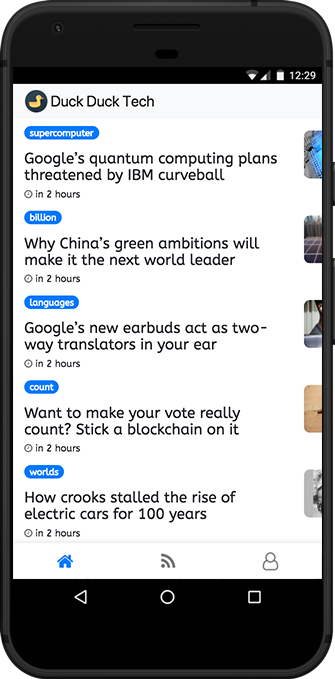 12:29
Duck Duck Tech
supercomputer
Google's quantum computing plans
threatened by IBM curveball
in 2 hours
billion
Why China's green ambitions will
make it the next world leader
in 2 hours
languages
Google's new earbuds act as two-
way translators in your ear
in 2 hours
count
Want to make your vote really
count? Stick a blockchain on it
in 2 hours
worlds
How crooks stalled the rise of
electric cars for 100 years
in 2 hours